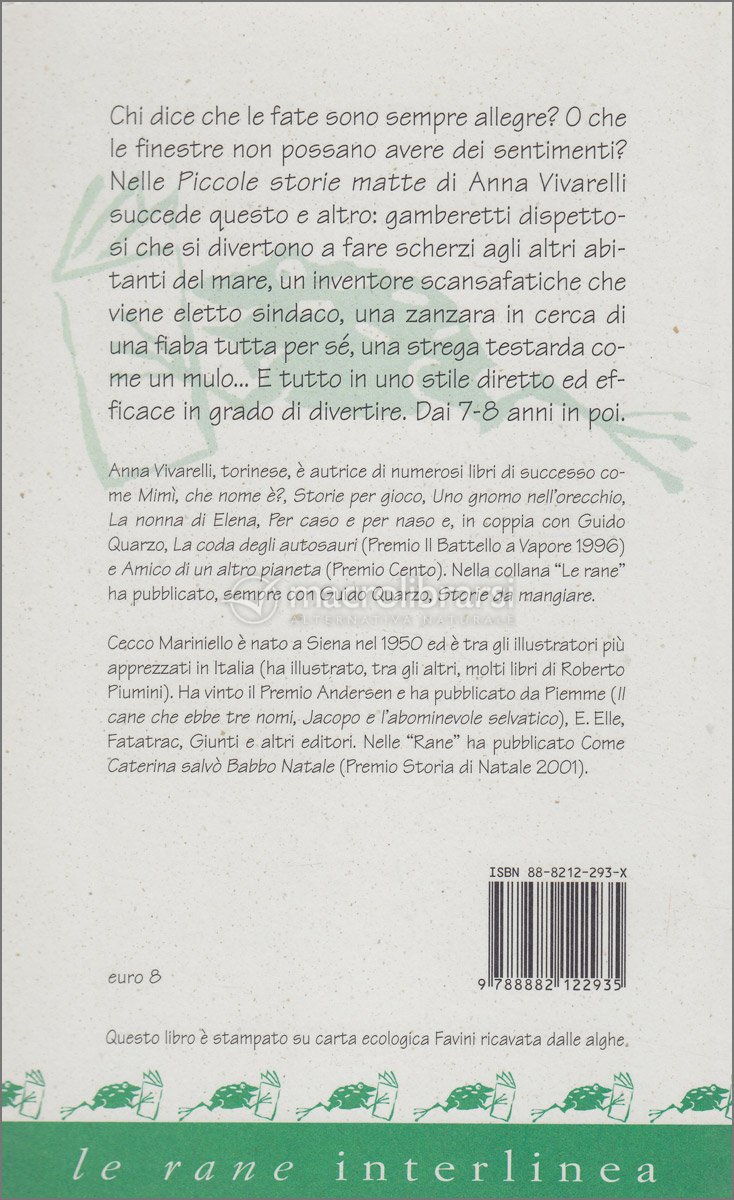 Chi dice che le fate sono sempre allegre? O che
le finestre non possano avere dei sentimenti?
Nelle Piccole storie matte di Anna Vivarelli
succede questo e altro: gamberetti dispetto-
si che si divertono a fare scherzi agli altri abi-
tanti del mare, un inventore scansafatiche che
viene eletto sindaco, una zanzara in cerca di
una fiaba tutta per sé, una strega testarda co-
me un mulo... E tutto in uno stile diretto ed ef-
ficace in grado di divertire. Dai 7-8 anni in poi.
Anna Vivarelli, torinese, è autrice di numerosi libri di successo co-
me Mimì, che nome è?, Storie per gioco, Uno gnomo nell'orecchio,
La nonna di Elena, Per caso e per naso e, in coppia con Guido
Quarzo, La coda degli autosauri (Premio Il Battello a Vapore 1996)
e Amico di un altro pianeta (Premio Cento). Nella collana "Le rane"
ha pubblicato, sempre con Guido Quarzo, Storie da mangiare.
macrolibrarsi
ALTERNATIVA NATURALE
Cecco Mariniello è nato a Siena nel 1950 ed è tra gli illustratori più
apprezzati in Italia (ha illustrato, tra gli altri, molti libri di Roberto
Piumini). Ha vinto il Premio Andersen e ha pubblicato da Piemme (Il
cane che ebbe tre nomi, Jacopo e l'abominevole selvatico), E. Elle,
Fatatrac, Giunti e altri editori. Nelle "Rane" ha pubblicato Come
Caterina salvò Babbo Natale (Premio Storia di Natale 2001).
ISBN 88-8212-293-X
9 788882 122935
euro 8
Questo libro è stampato su carta ecologica Favini ricavata dalle alghe.
le rane interlinea